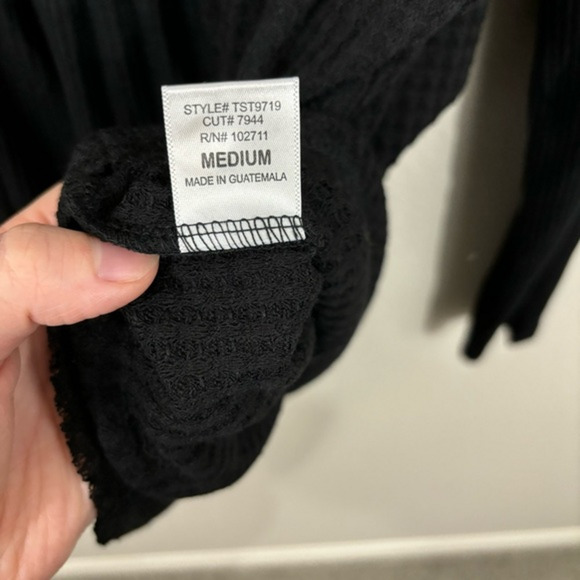 STYLE# TST9719
CUT# 7944
R/N# 102711
MEDIUM
MADE IN GUATEMALA